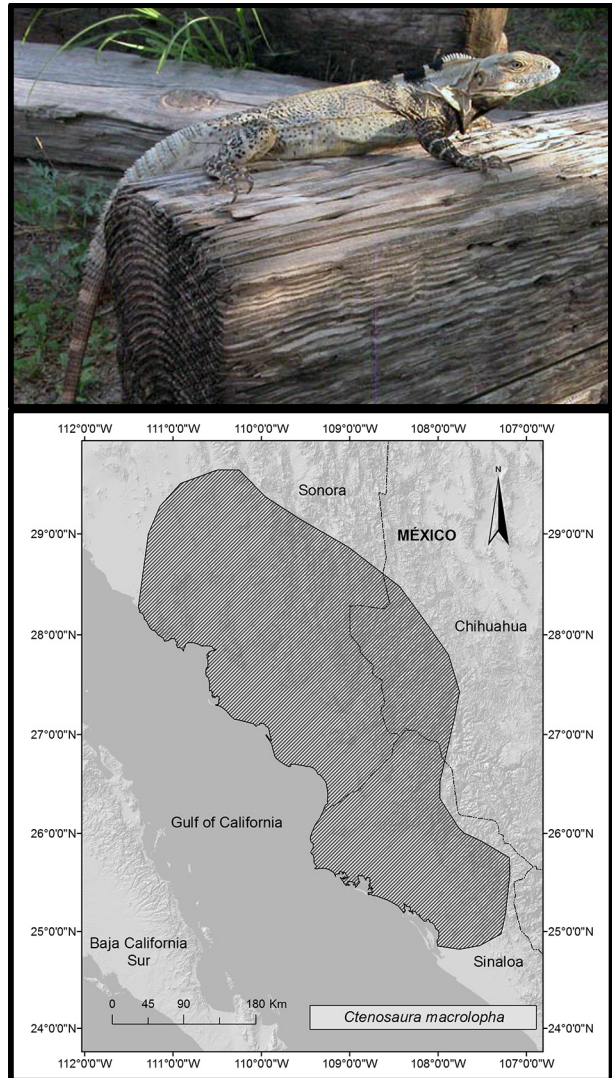 112°0'0"W 111°0'0"W 110°0'0"W 109°0'0"W 108°0'0"W 107°0'0"W
N
Sonora
MÉXICO
29°0'0"N 29°0'0"N
Chihuahua
28°0'0"N 28°0'0"N
27°0'0"N 27°0'0"N
Gulf of California
26°0'0"N 26°0'0"N
25°0'0"N 25°0'0"N
Baja California
Sur
Sinaloa
0 45 90 180 Km
Ctenosaura macrolopha
24°0'0"N 24°0'0"N
112°0'0"W 111°0'0"W 110°0'0"W 109°0'0"W 108°0'0"W 107°0'0"W